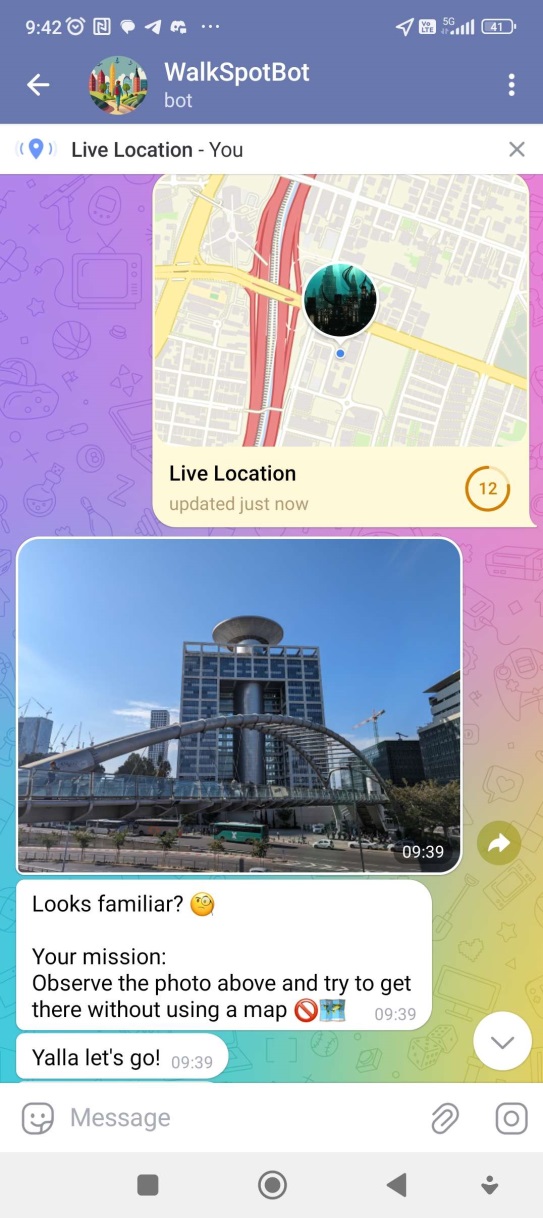 9:42
Vo
LTE
5G
41
WalkSpotBot
bot
Live Location - You
Live Location
updated just now
12
09:39
Looks familiar? 🧐
Your mission:
Observe the photo above and try to get
there without using a map 🚫🗺️ 09:39
Yalla let's go! 09:39
Message